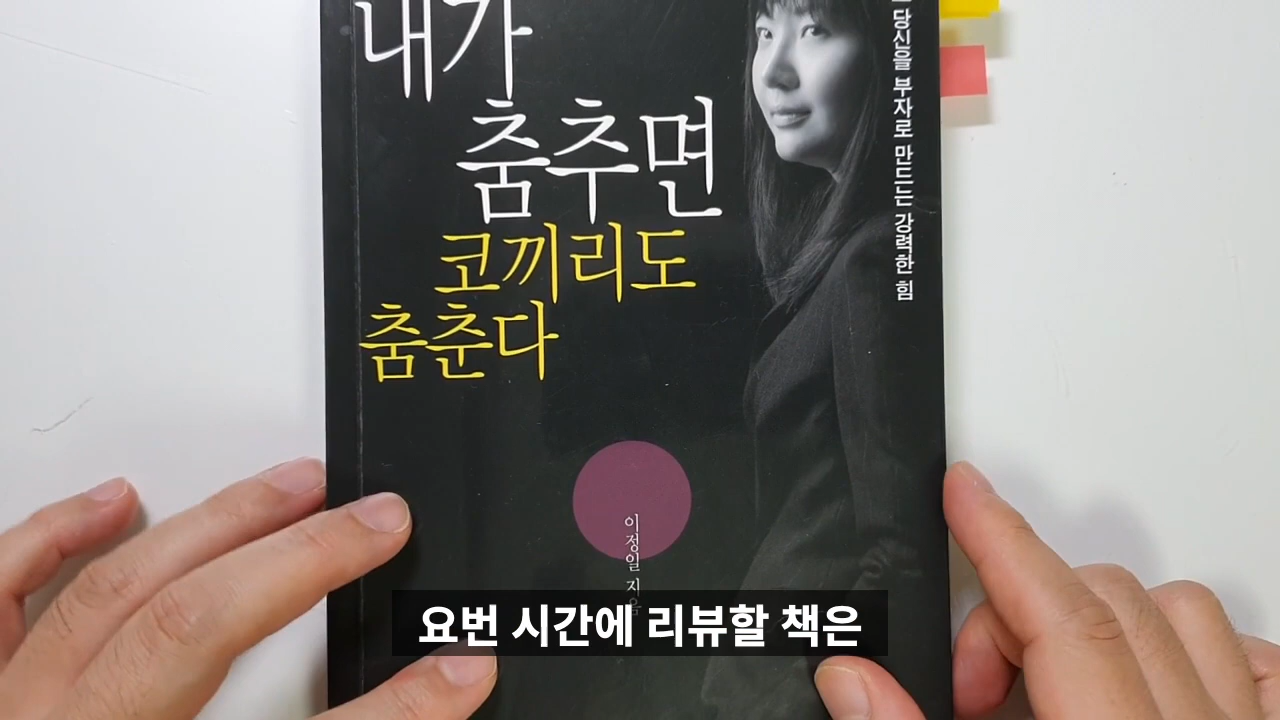 내가
춤추면
코끼리도
춤춘다
당신을 부자로 만드는 강력한 힘
이정일 지음
요번 시간에 리뷰할 책은